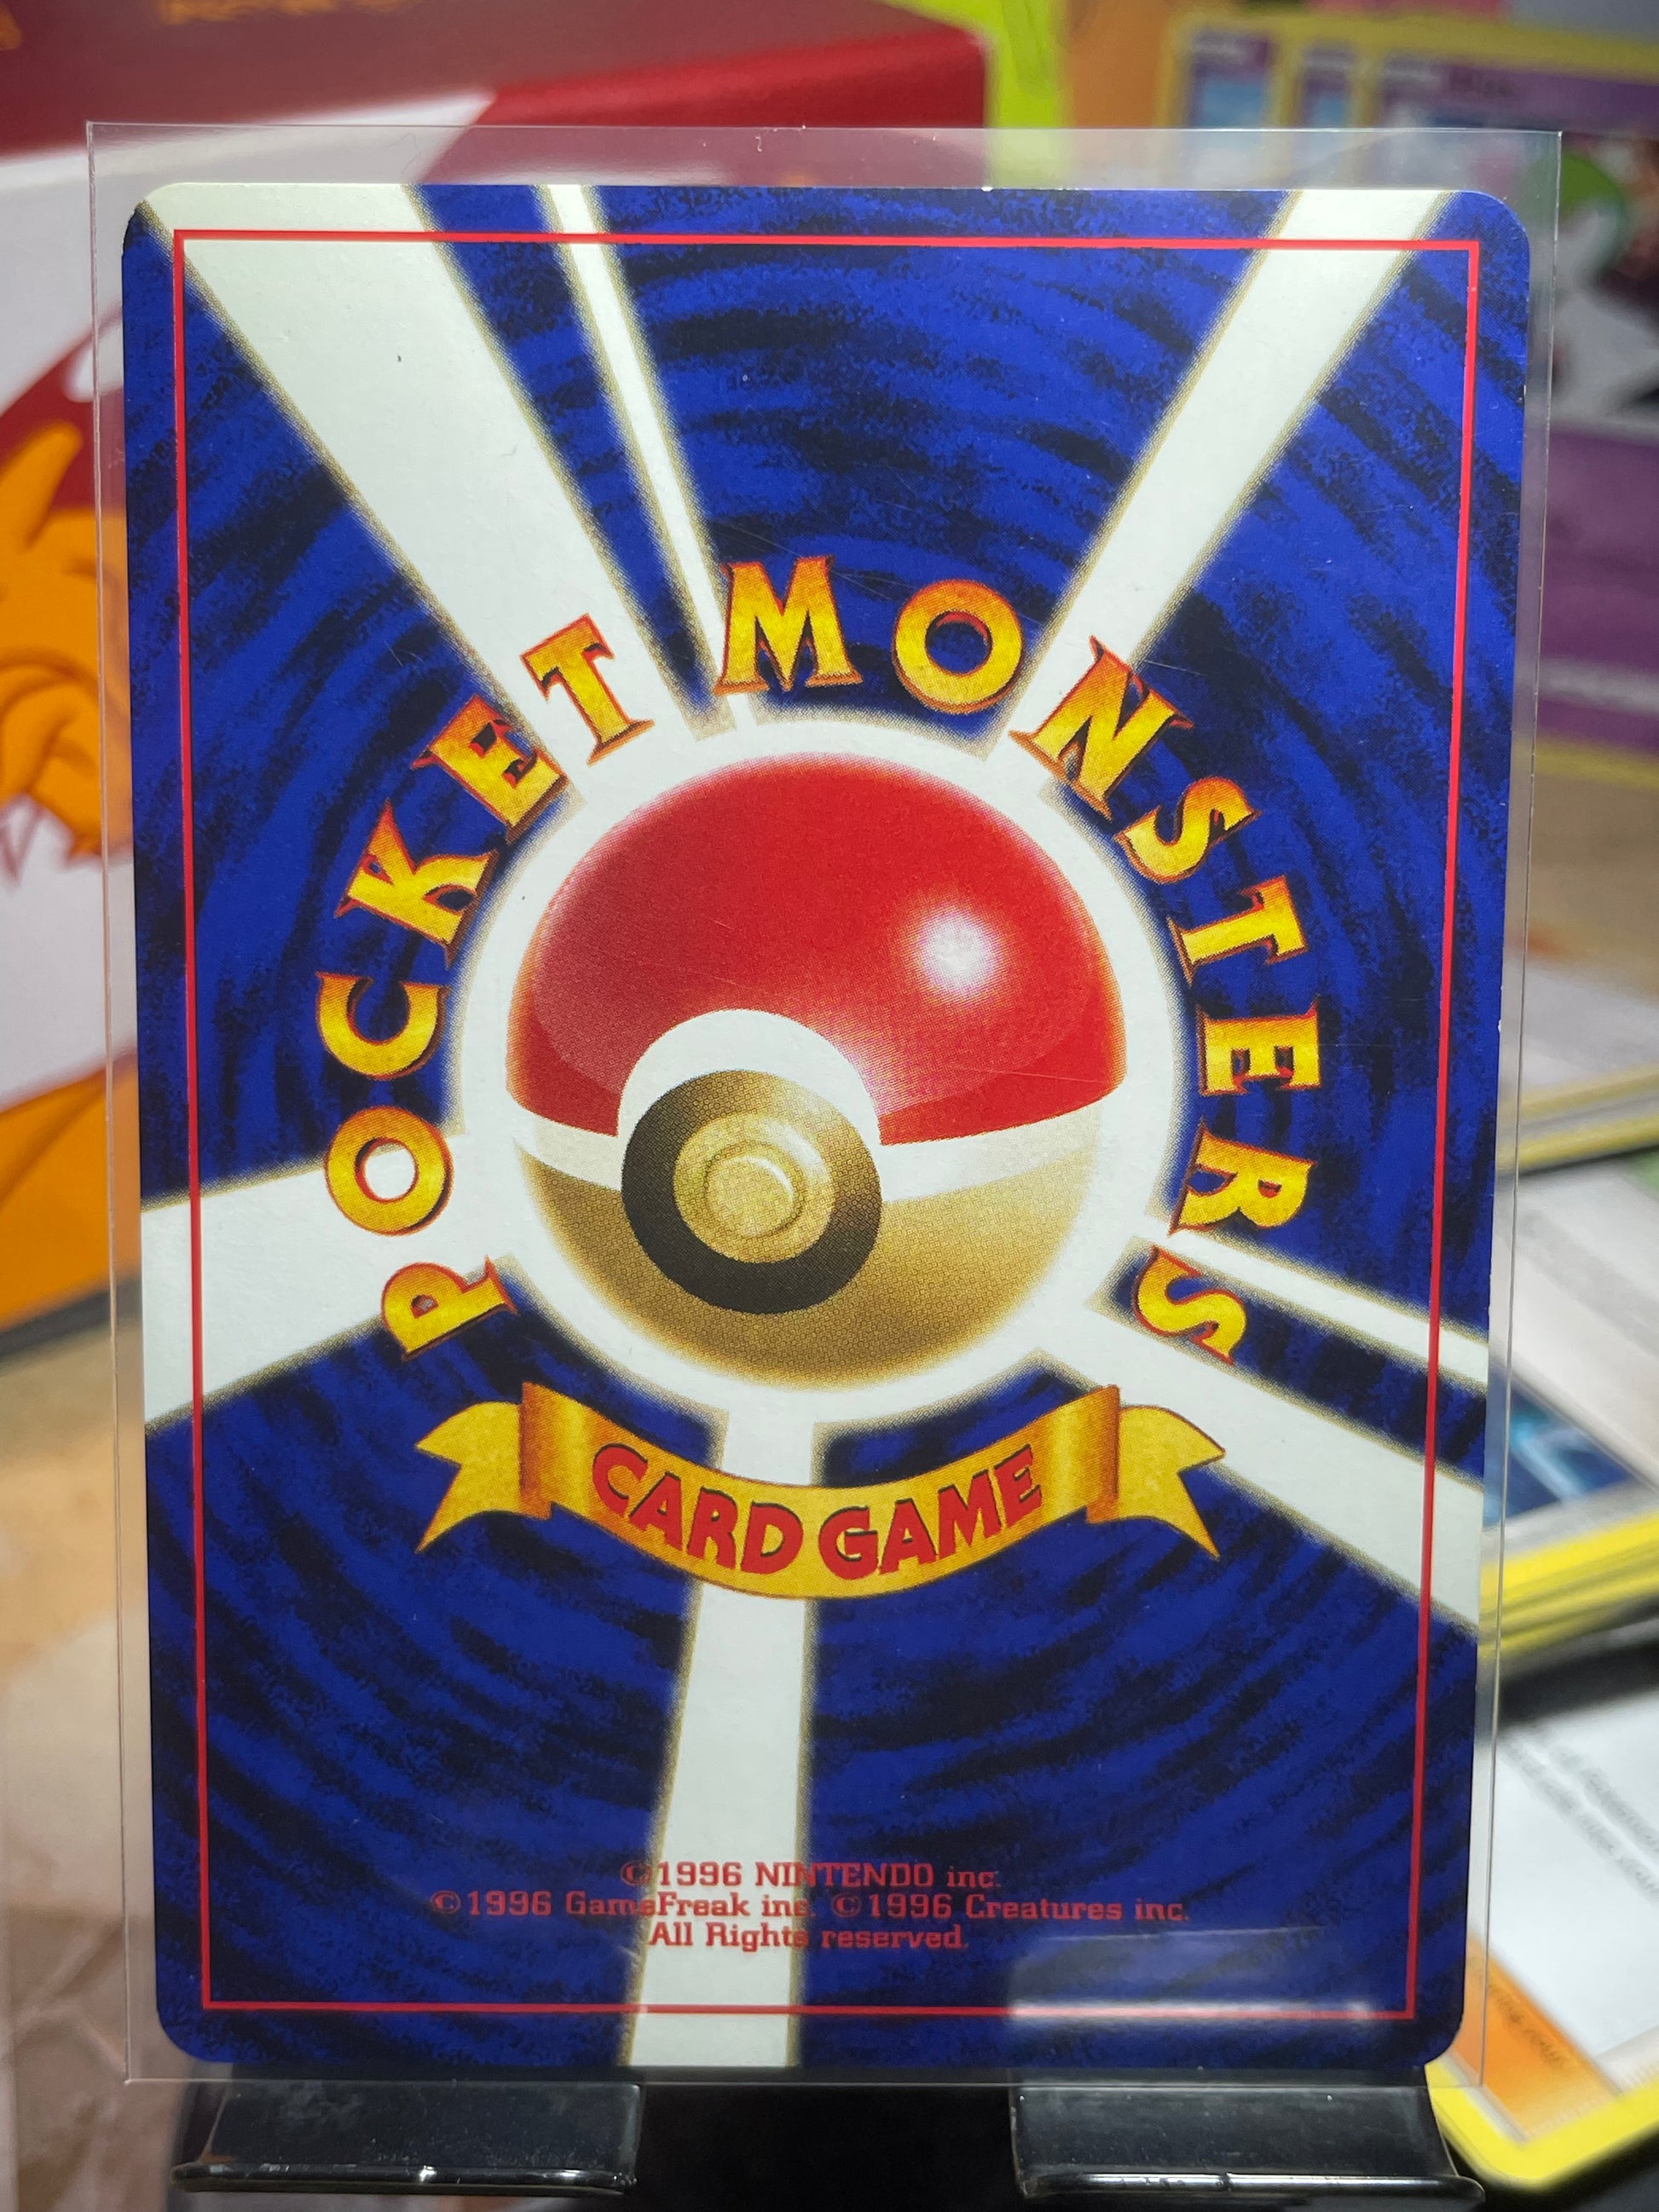 POCKET MONSTERS
CARD GAME
©1996 NINTENDO inc.
©1996 GameFreak inc. ©1996 Creatures inc.
All Rights reserved.